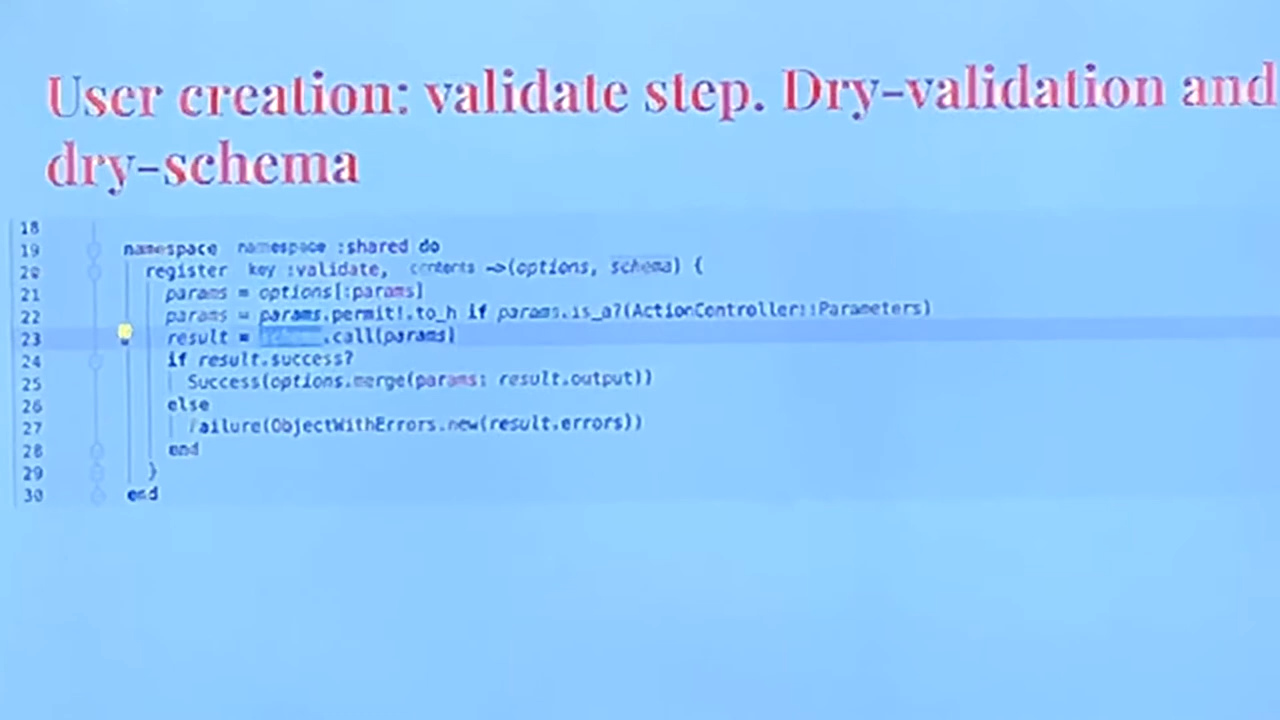 User creation: validate step. Dry-validation and
dry-schema
18
19 namespace namespace :shared do
20 register key :validate, contents ->(options, schema) {
21 params = options[:params]
22 params = params.permit!.to_h if params.is_a?(ActionController::Parameters)
23 result = schema.call(params)
24 if result.success?
25 Success(options.merge(params: result.output))
26 else
27 Failure(ObjectWithErrors.new(result.errors))
28 end
29 }
30 end